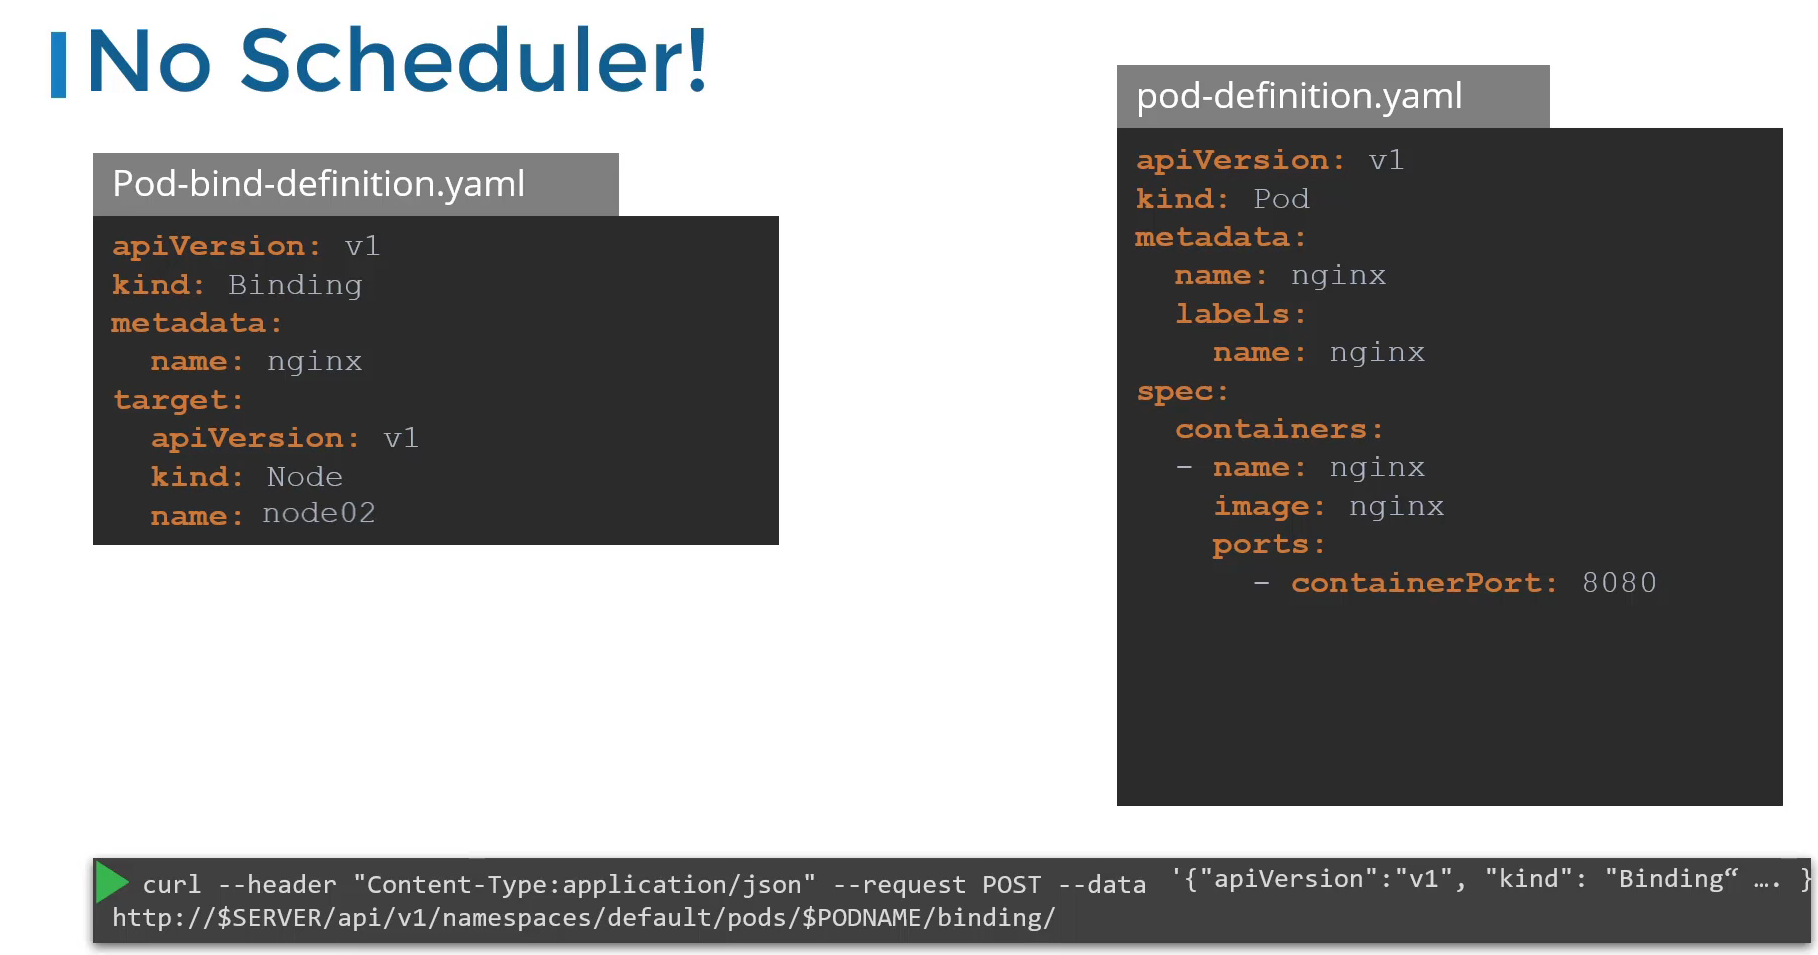 No Scheduler!
Pod-bind-definition.yaml
apiVersion: v1
kind: Binding
metadata:
  name: nginx
target:
  apiVersion: v1
  kind: Node
  name: node02
pod-definition.yaml
apiVersion: v1
kind: Pod
metadata:
  name: nginx
  labels:
    name: nginx
spec:
  containers:
  - name: nginx
    image: nginx
    ports:
      - containerPort: 8080
curl --header "Content-Type:application/json" --request POST --data '{"apiVersion":"v1", "kind": "Binding“ …. }
http://$SERVER/api/v1/namespaces/default/pods/$PODNAME/binding/